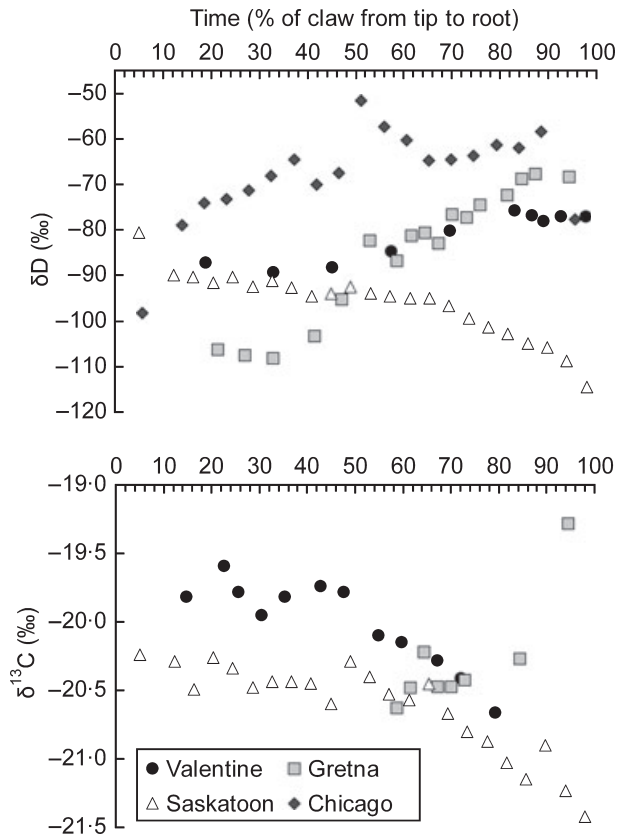 Time (% of claw from tip to root)
0 10 20 30 40 50 60 70 80 90 100
–50
–60
–70
–80
–90
–100
–110
–120
δD (‰)
0 10 20 30 40 50 60 70 80 90 100
–19·0
–19·5
–20·0
–20·5
–21·0
–21·5
δ¹³C (‰)
Valentine Gretna
Saskatoon Chicago